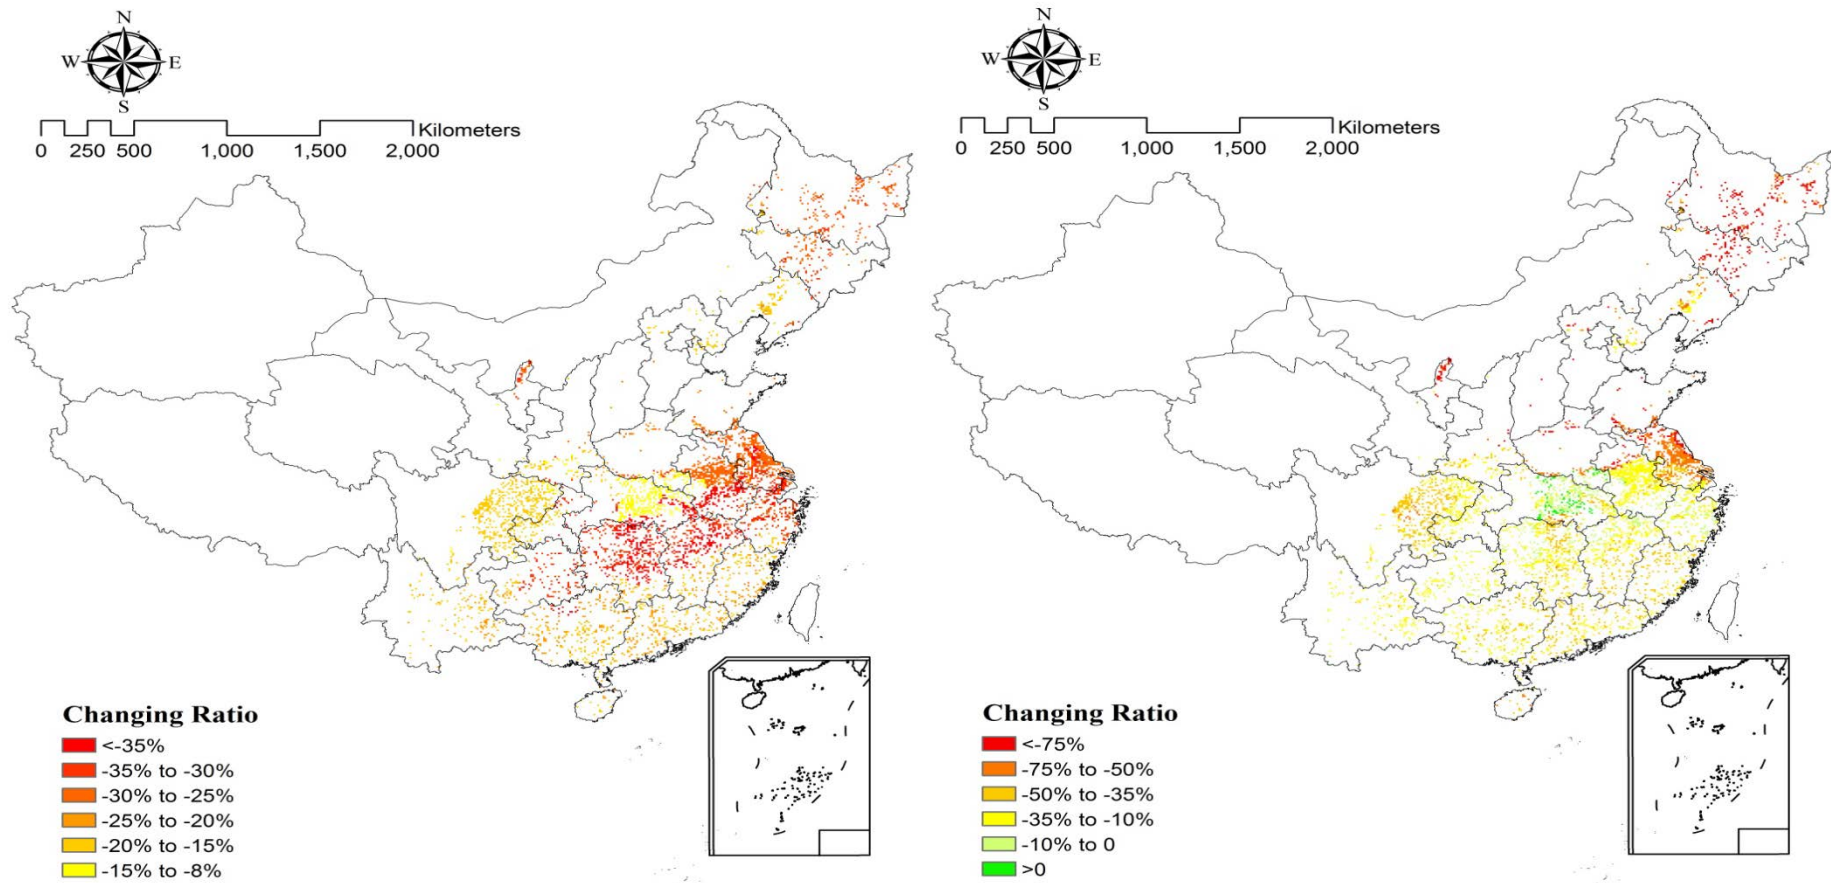 N
W E
S
Kilometers
0 250 500 1,000 1,500 2,000
Changing Ratio
<-35%
-35% to -30%
-30% to -25%
-25% to -20%
-20% to -15%
-15% to -8%
N
W E
S
Kilometers
0 250 500 1,000 1,500 2,000
Changing Ratio
<-75%
-75% to -50%
-50% to -35%
-35% to -10%
-10% to 0
>0